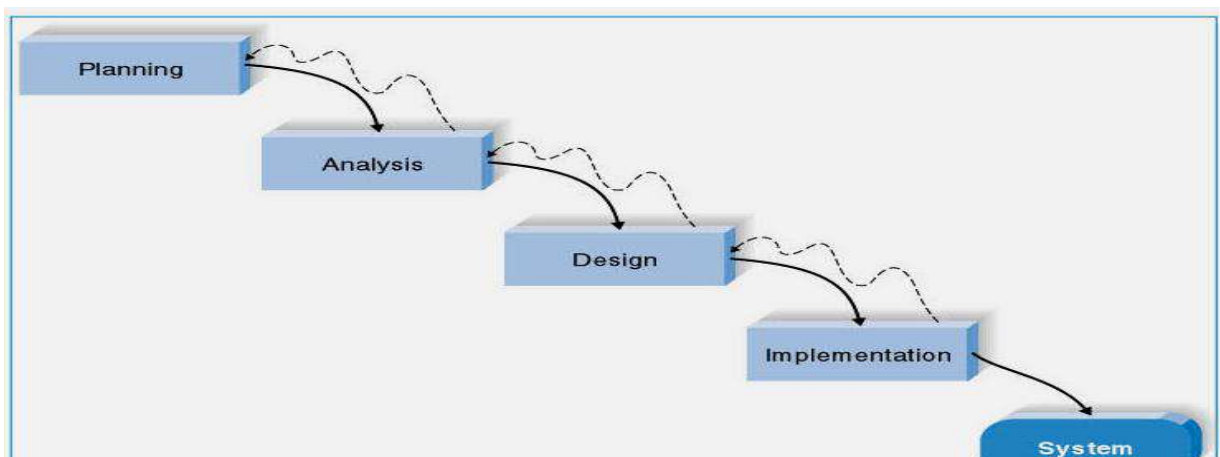 Planning
Analysis
Design
Implementation
System